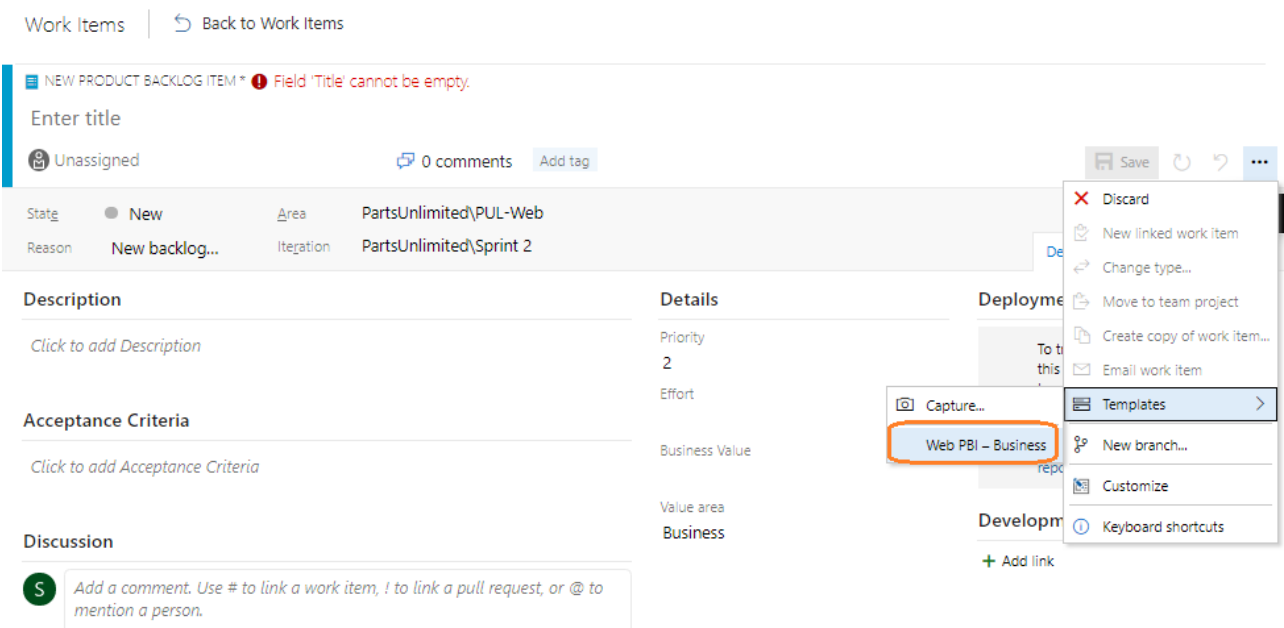 Work Items Back to Work Items
NEW PRODUCT BACKLOG ITEM * Field 'Title' cannot be empty.
Enter title
Unassigned 0 comments Add tag Save
State New Area PartsUnlimited\PUL-Web
Reason New backlog... Iteration PartsUnlimited\Sprint 2
Discard
New linked work item
Change type...
Move to team project
Create copy of work item...
Email work item
Templates
New branch...
Customize
Keyboard shortcuts
Capture...
Web PBI – Business
Description
Click to add Description
Acceptance Criteria
Click to add Acceptance Criteria
Discussion
S
Add a comment. Use # to link a work item, ! to link a pull request, or @ to
mention a person.
Details
Priority
2
Effort
Business Value
Value area
Business
To
this
+ Add link